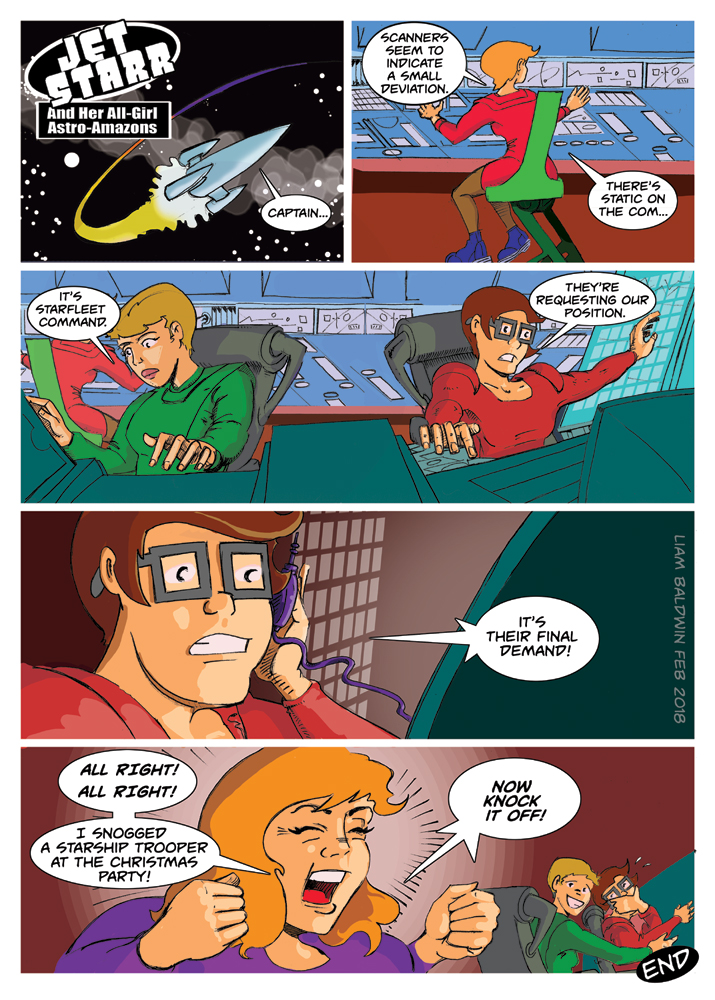 JET
STARR
And Her All-Girl
Astro-Amazons
CAPTAIN...
SCANNERS
SEEM TO
INDICATE
A SMALL
DEVIATION.
THERE'S
STATIC ON
THE COM...
IT'S
STARFLEET
COMMAND.
THEY'RE
REQUESTING OUR
POSITION.
IT'S
THEIR FINAL
DEMAND!
LIAM BALDWIN FEB 2018
ALL RIGHT!
ALL RIGHT!
I SNOGGED
A STARSHIP TROOPER
AT THE CHRISTMAS
PARTY!
NOW
KNOCK
IT OFF!
END